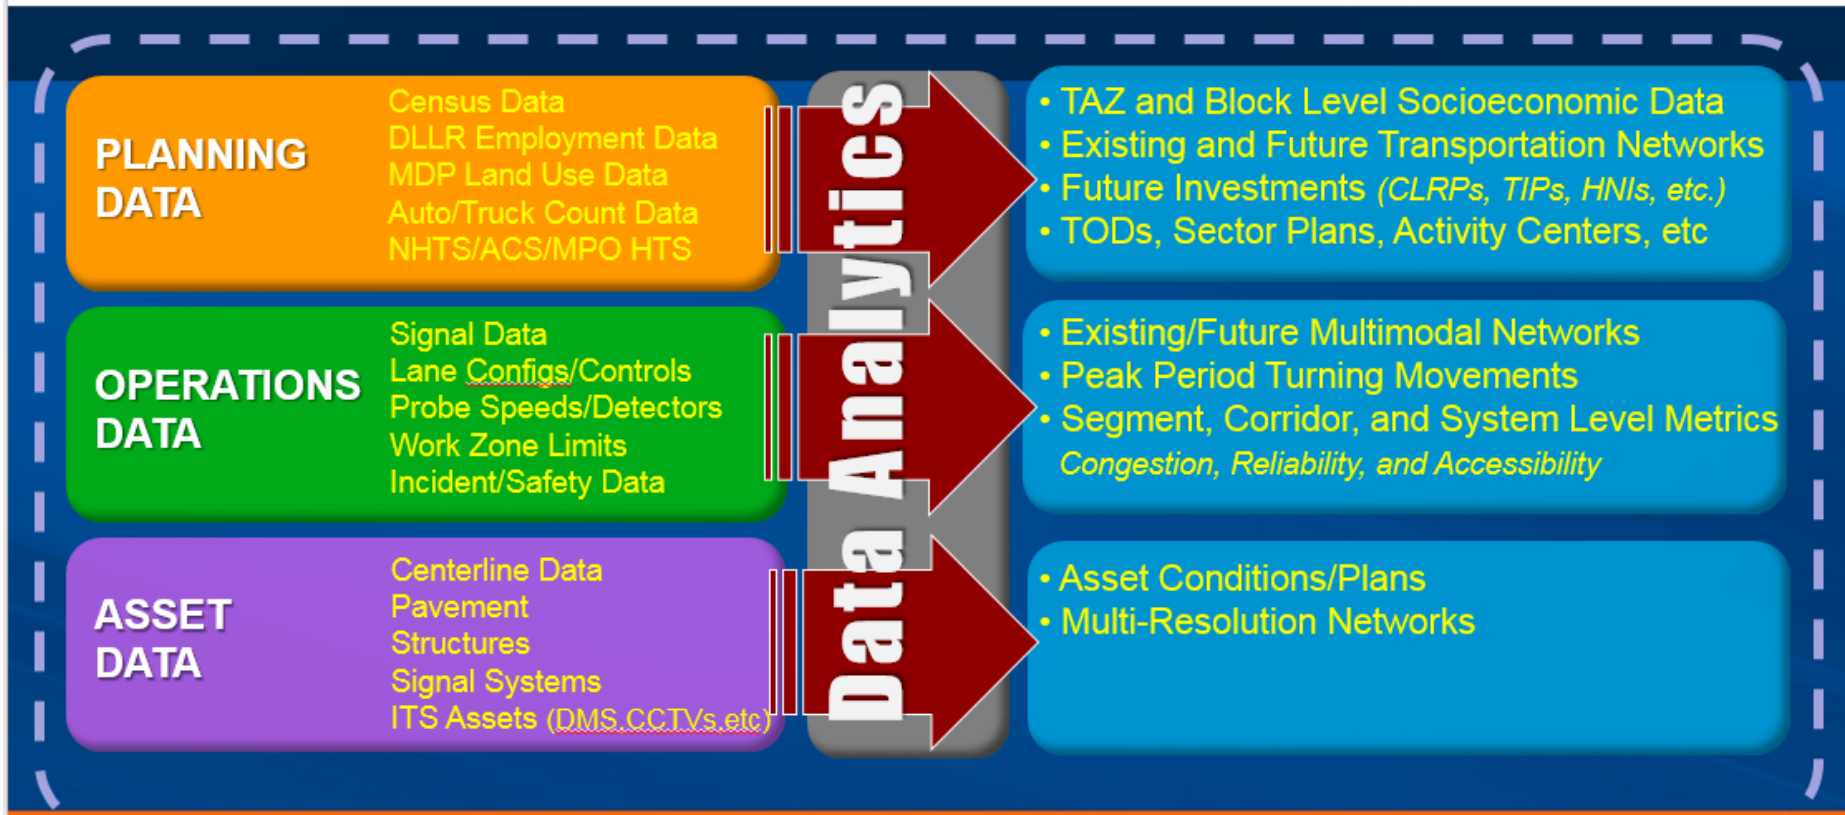 PLANNING
DATA
Census Data
DLLR Employment Data
MDP Land Use Data
Auto/Truck Count Data
NHTS/ACS/MPO HTS
OPERATIONS
DATA
Signal Data
Lane Configs/Controls
Probe Speeds/Detectors
Work Zone Limits
Incident/Safety Data
ASSET
DATA
Centerline Data
Pavement
Structures
Signal Systems
ITS Assets (DMS,CCTVs,etc)
Data Analytics
• TAZ and Block Level Socioeconomic Data
• Existing and Future Transportation Networks
• Future Investments (CLRPs, TIPs, HNIs, etc.)
• TODs, Sector Plans, Activity Centers, etc
• Existing/Future Multimodal Networks
• Peak Period Turning Movements
• Segment, Corridor, and System Level Metrics
Congestion, Reliability, and Accessibility
• Asset Conditions/Plans
• Multi-Resolution Networks